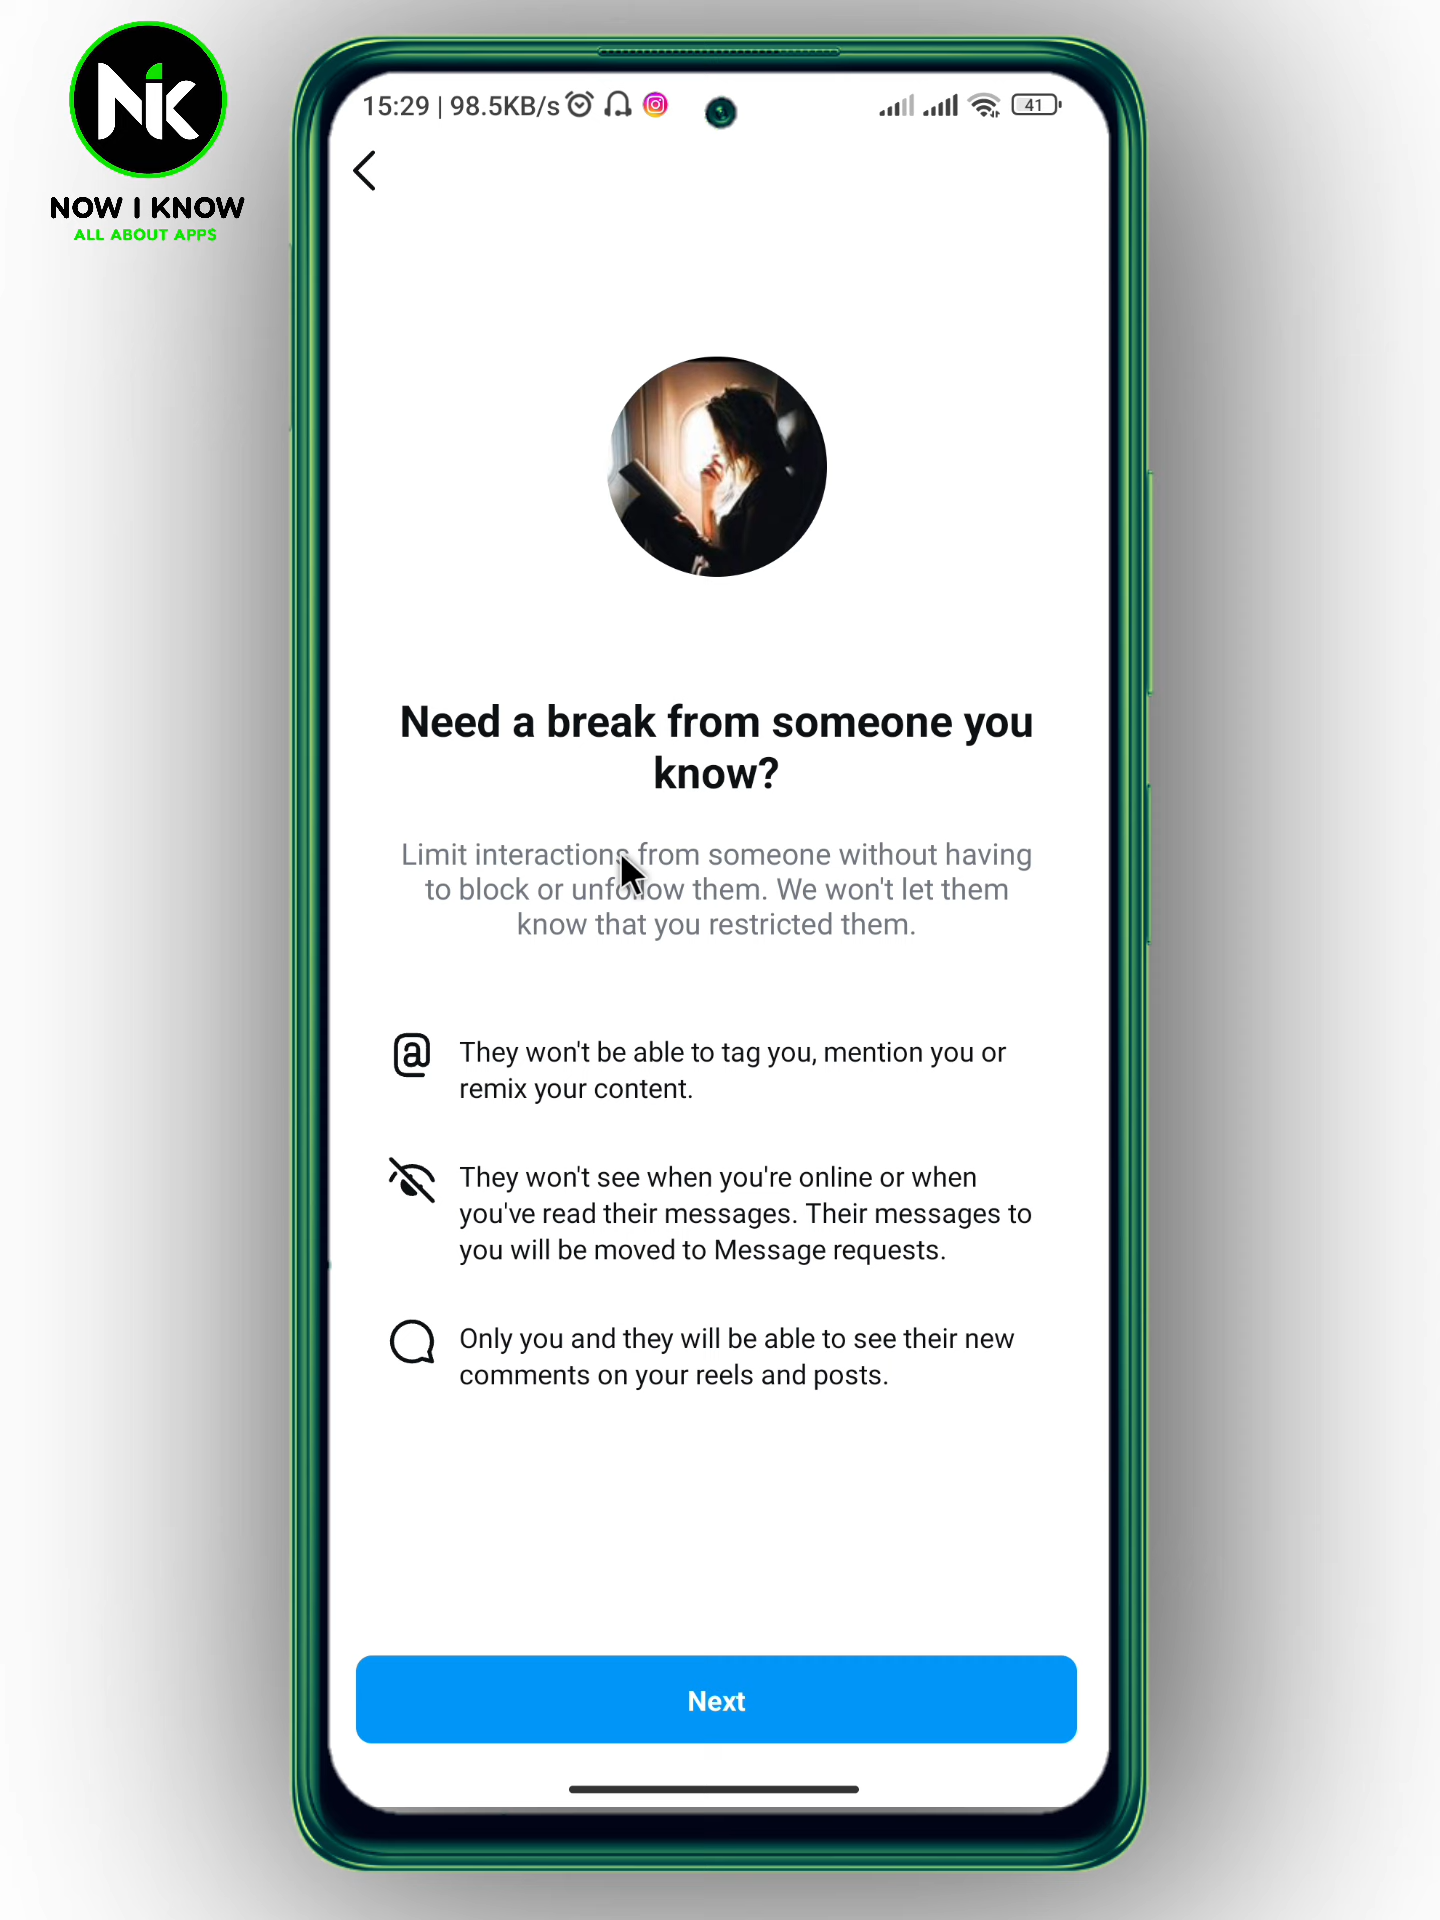 NIK
NOW I KNOW
ALL ABOUT APPS
15:29 | 98.5KB/s
41
Need a break from someone you
know?
Limit interactions from someone without having
to block or unfollow them. We won't let them
know that you restricted them.
@ They won't be able to tag you, mention you or
remix your content.
They won't see when you're online or when
you've read their messages. Their messages to
you will be moved to Message requests.
Only you and they will be able to see their new
comments on your reels and posts.
Next